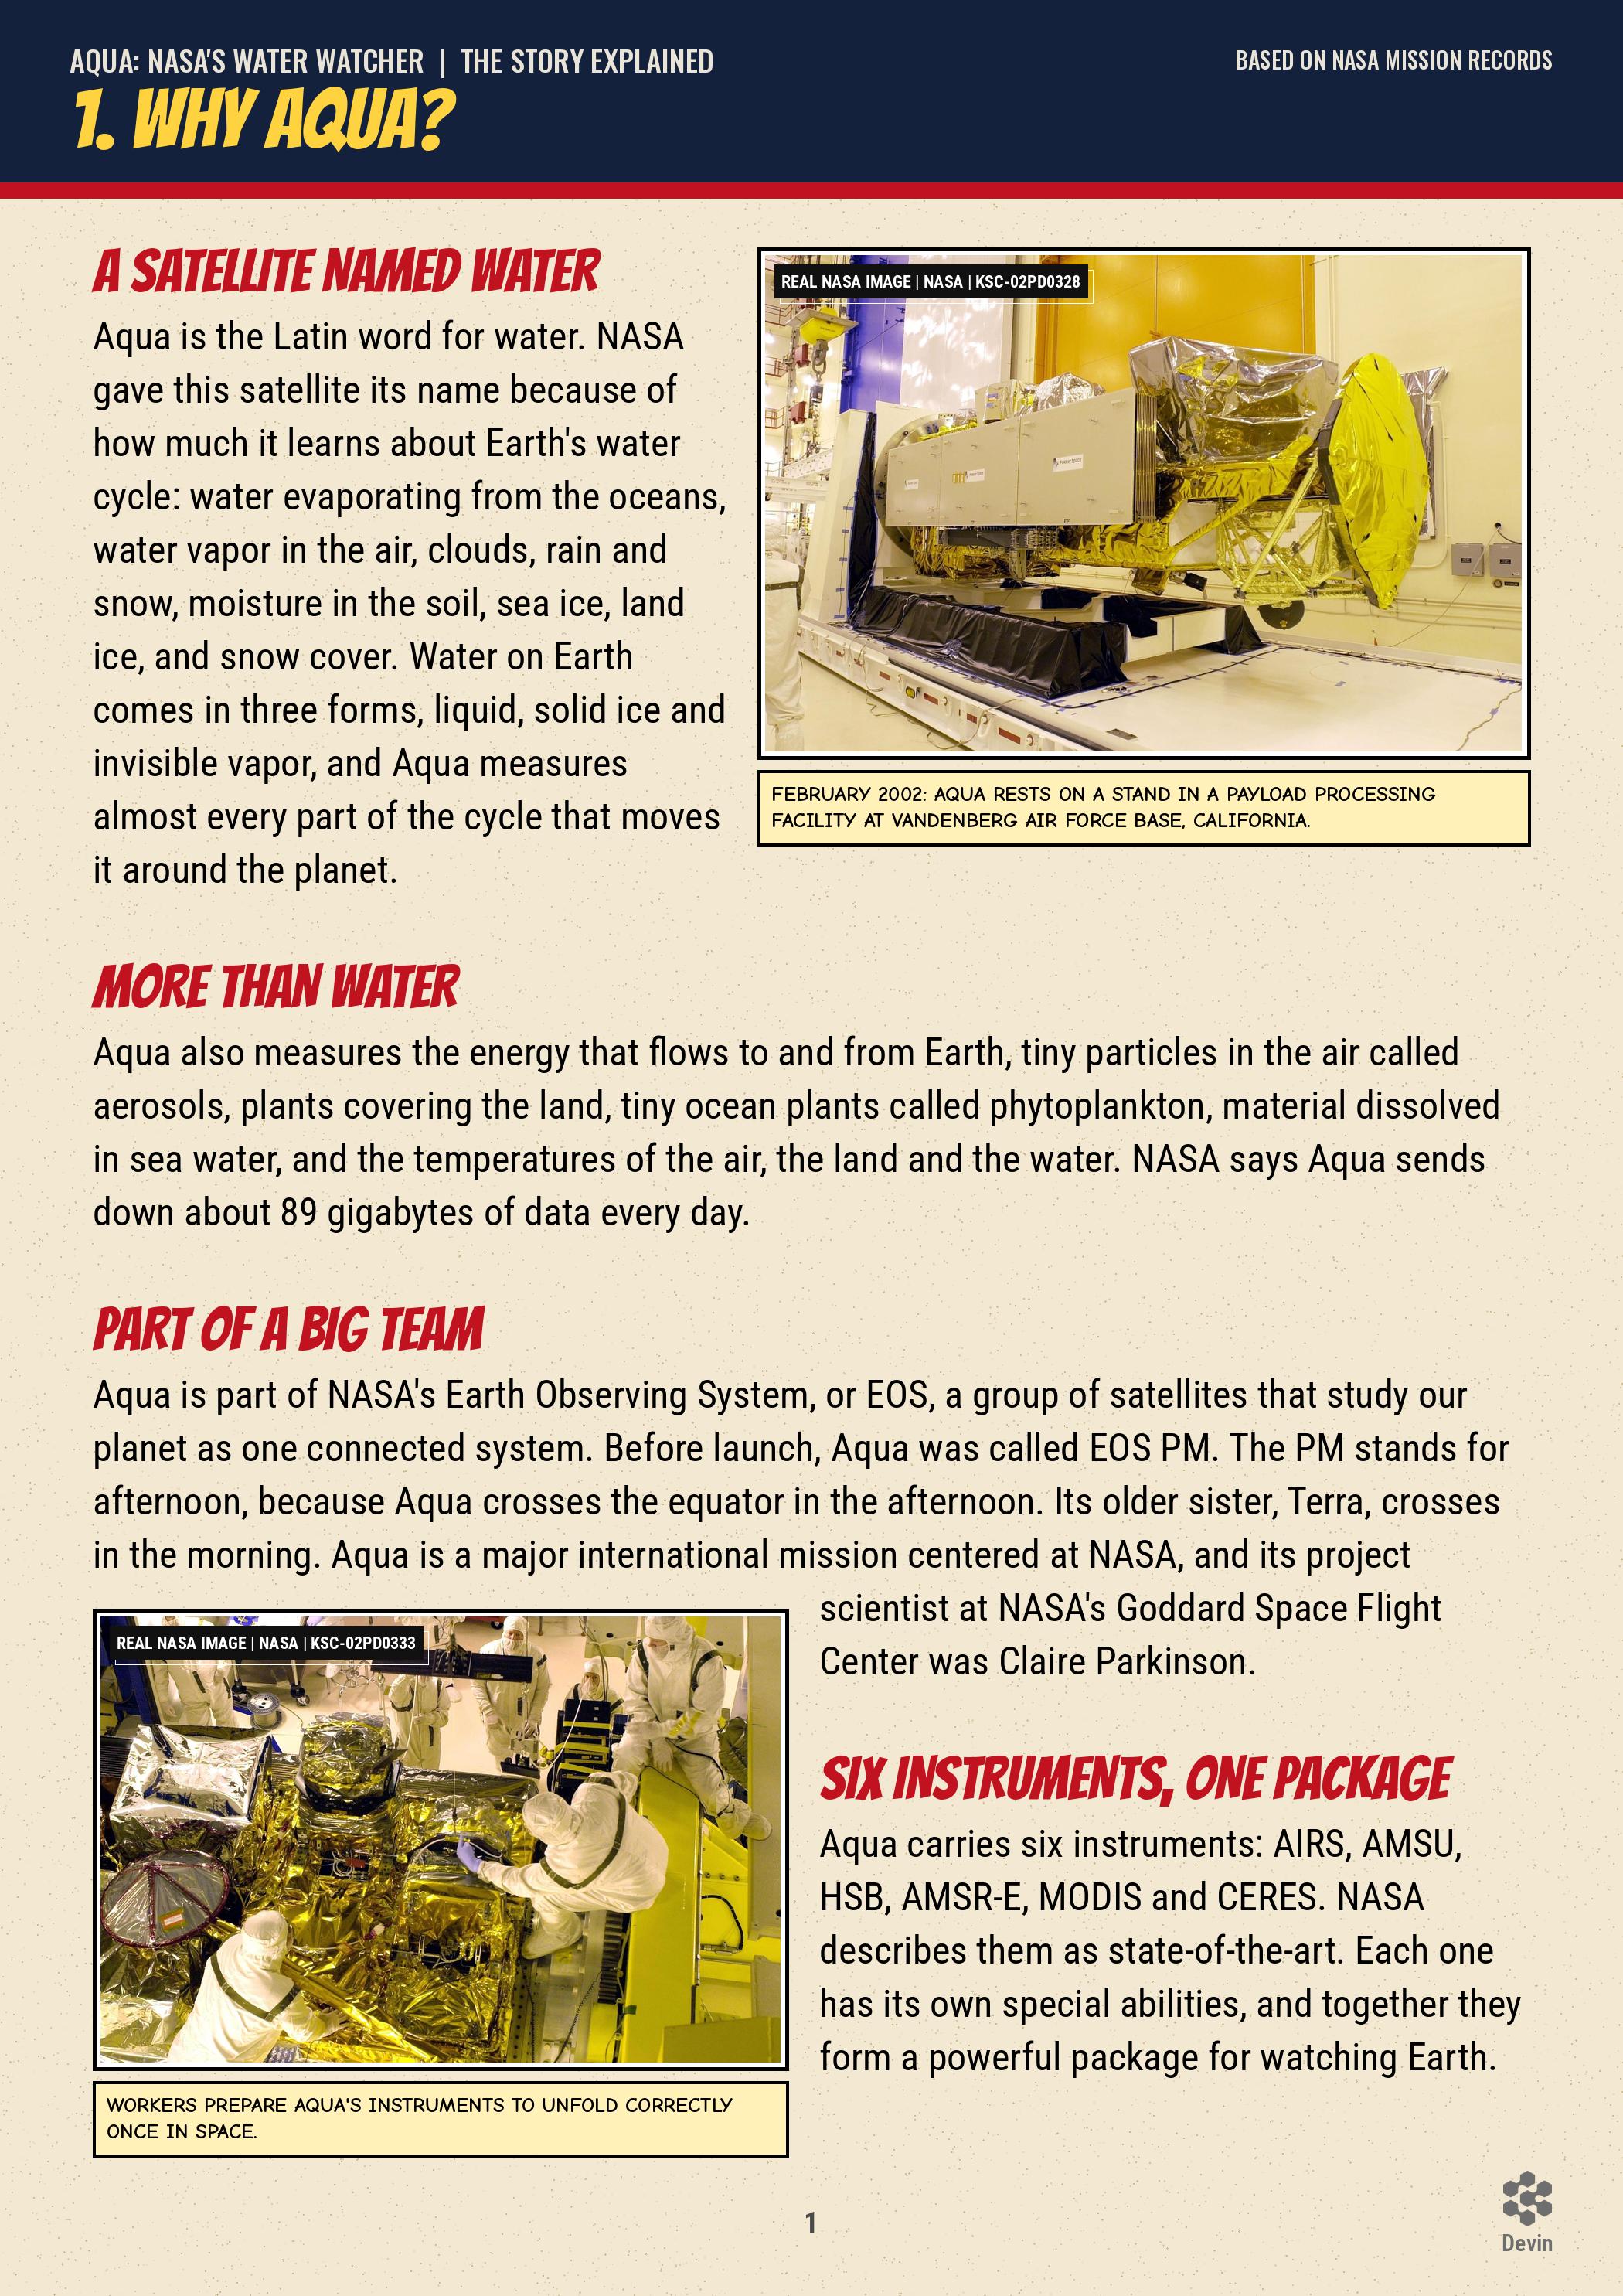 AQUA: NASA'S WATER WATCHER | THE STORY EXPLAINED
BASED ON NASA MISSION RECORDS
1. WHY AQUA?
A SATELLITE NAMED WATER
Aqua is the Latin word for water. NASA
gave this satellite its name because of
how much it learns about Earth's water
cycle: water evaporating from the oceans,
water vapor in the air, clouds, rain and
snow, moisture in the soil, sea ice, land
ice, and snow cover. Water on Earth
comes in three forms, liquid, solid ice and
invisible vapor, and Aqua measures
almost every part of the cycle that moves
it around the planet.
REAL NASA IMAGE | NASA | KSC-02PD0328
FEBRUARY 2002: AQUA RESTS ON A STAND IN A PAYLOAD PROCESSING
FACILITY AT VANDENBERG AIR FORCE BASE, CALIFORNIA.
MORE THAN WATER
Aqua also measures the energy that flows to and from Earth, tiny particles in the air called
aerosols, plants covering the land, tiny ocean plants called phytoplankton, material dissolved
in sea water, and the temperatures of the air, the land and the water. NASA says Aqua sends
down about 89 gigabytes of data every day.
PART OF A BIG TEAM
Aqua is part of NASA's Earth Observing System, or EOS, a group of satellites that study our
planet as one connected system. Before launch, Aqua was called EOS PM. The PM stands for
afternoon, because Aqua crosses the equator in the afternoon. Its older sister, Terra, crosses
in the morning. Aqua is a major international mission centered at NASA, and its project
scientist at NASA's Goddard Space Flight
Center was Claire Parkinson.
REAL NASA IMAGE | NASA | KSC-02PD0333
WORKERS PREPARE AQUA'S INSTRUMENTS TO UNFOLD CORRECTLY
ONCE IN SPACE.
SIX INSTRUMENTS, ONE PACKAGE
Aqua carries six instruments: AIRS, AMSU,
HSB, AMSR-E, MODIS and CERES. NASA
describes them as state-of-the-art. Each one
has its own special abilities, and together they
form a powerful package for watching Earth.
1
Devin